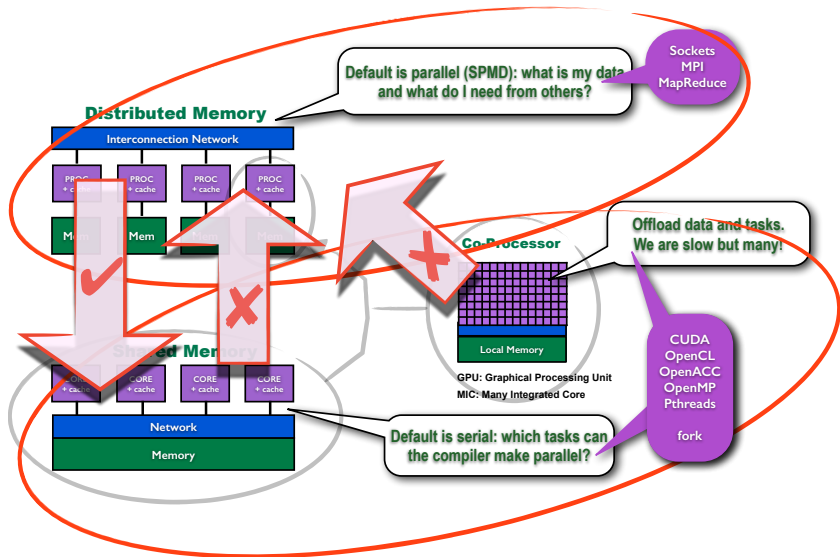 Default is parallel (SPMD): what is my data
and what do I need from others?
Sockets
MPI
MapReduce
Distributed Memory
Interconnection Network
PROC
+ cache
PROC
+ cache
PROC
+ cache
PROC
+ cache
Mem
Mem
Mem
Mem
Offload data and tasks.
We are slow but many!
Co-Processor
Local Memory
GPU: Graphical Processing Unit
MIC: Many Integrated Core
CUDA
OpenCL
OpenACC
OpenMP
Pthreads
fork
Shared Memory
CORE
+ cache
CORE
+ cache
CORE
+ cache
CORE
+ cache
Network
Memory
Default is serial: which tasks can
the compiler make parallel?